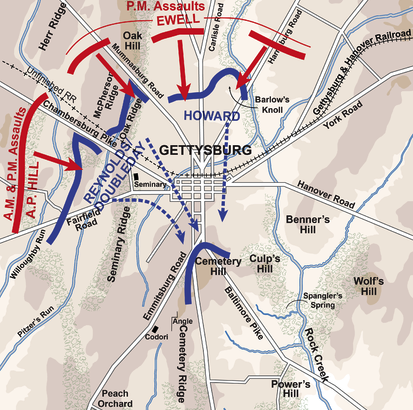 P.M. Assaults
EWELL
Herr Ridge
Oak
Hill
Mummasburg Road
Carlisle Road
Harrisburg Road
Gettysburg & Hanover Railroad
Unfinished RR
McPherson
Ridge
Oak Ridge
Barlow's
Knoll
York Road
Chambersburg Pike
HOWARD
A.M. & P.M. Assaults
A.P. HILL
REYNOLDS
DOUBLEDAY
GETTYSBURG
Seminary
Hanover Road
Fairfield
Road
Benner's
Hill
Willoughby Run
Seminary Ridge
Emmitsburg Road
Cemetery
Hill
Culp's
Hill
Wolf's
Hill
Baltimore Pike
Spangler's
Spring
Pitzer's Run
Angle
Codori
Cemetery Ridge
Rock Creek
Peach
Orchard
Power's
Hill